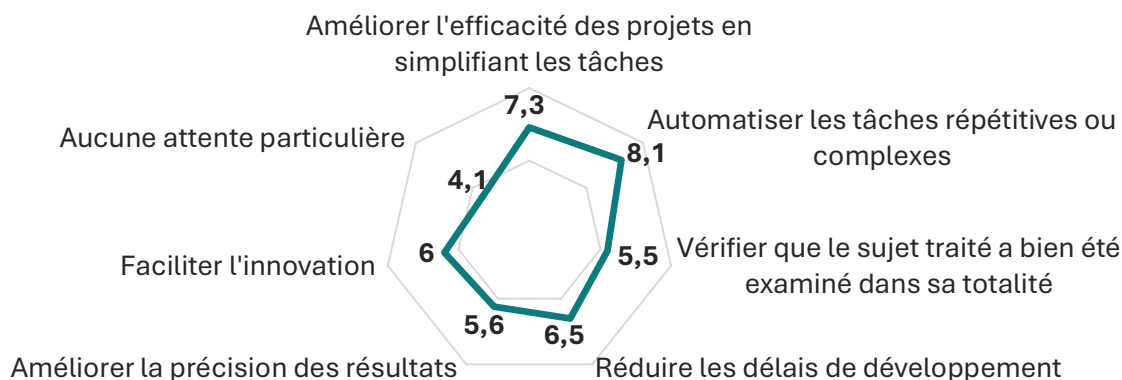 Améliorer l'efficacité des projets en
simplifiant les tâches
7,3
Automatiser les tâches répétitives ou
complexes
8,1
Aucune attente particulière
4,1
Vérifier que le sujet traité a bien été
examiné dans sa totalité
5,5
Faciliter l'innovation
6
5,6
6,5
Améliorer la précision des résultats
Réduire les délais de développement